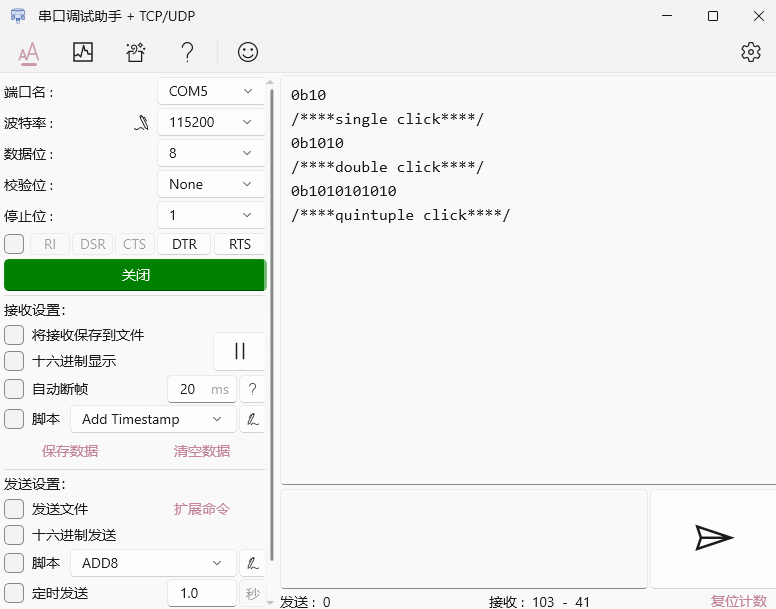 串口调试助手 + TCP/UDP
端口名：
COM5
波特率：
115200
数据位：
8
校验位：
None
停止位：
1
RI DSR CTS DTR RTS
关闭
接收设置：
将接收保存到文件
十六进制显示
自动断帧 20 ms ?
脚本 Add Timestamp
保存数据 清空数据
发送设置：
发送文件 扩展命令
十六进制发送
脚本 ADD8
定时发送 1.0 秒
0b10
/****single click****/
0b1010
/****double click****/
0b1010101010
/****quintuple click****/
发送：0 接收：103 - 41 复位计数